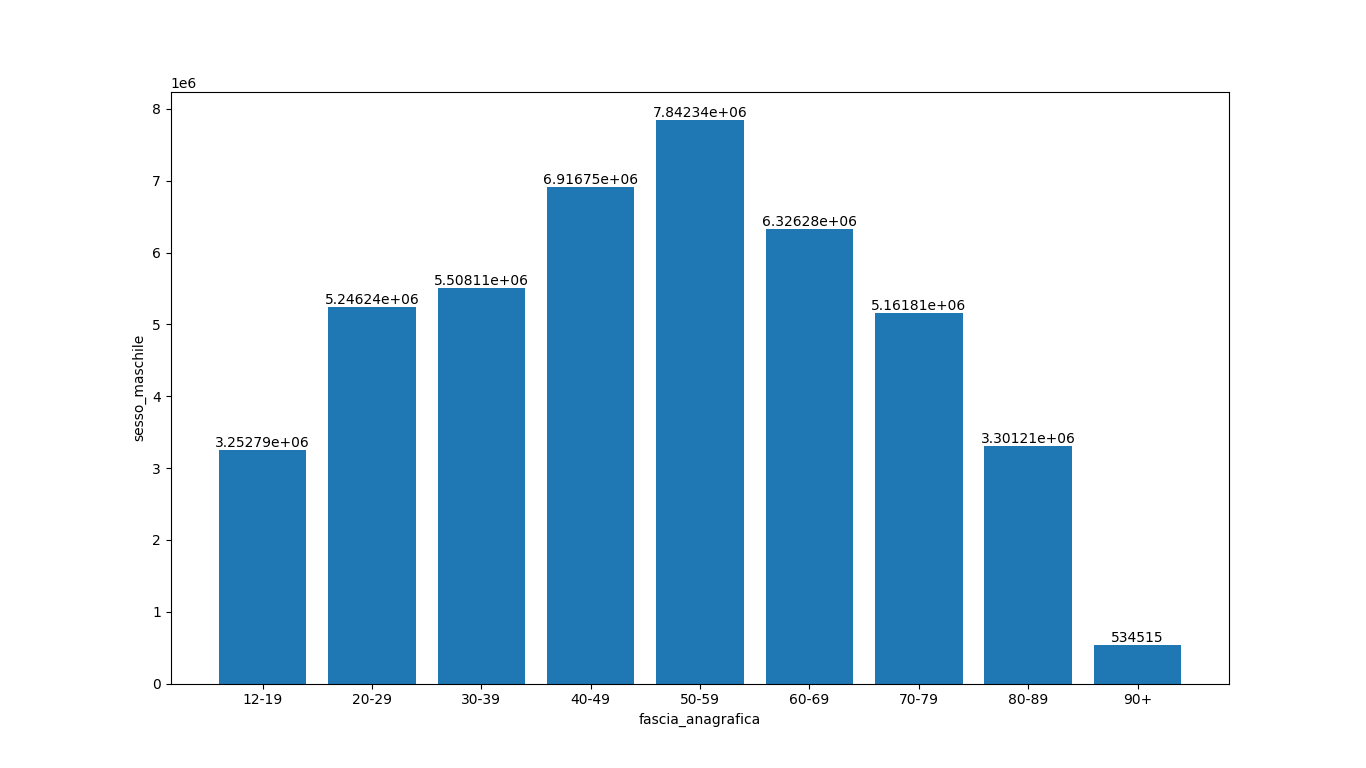 1e6
8
7
6
5
4
3
2
1
0
sesso_maschile
3.25279e+06
5.24624e+06
5.50811e+06
6.91675e+06
7.84234e+06
6.32628e+06
5.16181e+06
3.30121e+06
534515
12-19 20-29 30-39 40-49 50-59 60-69 70-79 80-89 90+
fascia_anagrafica